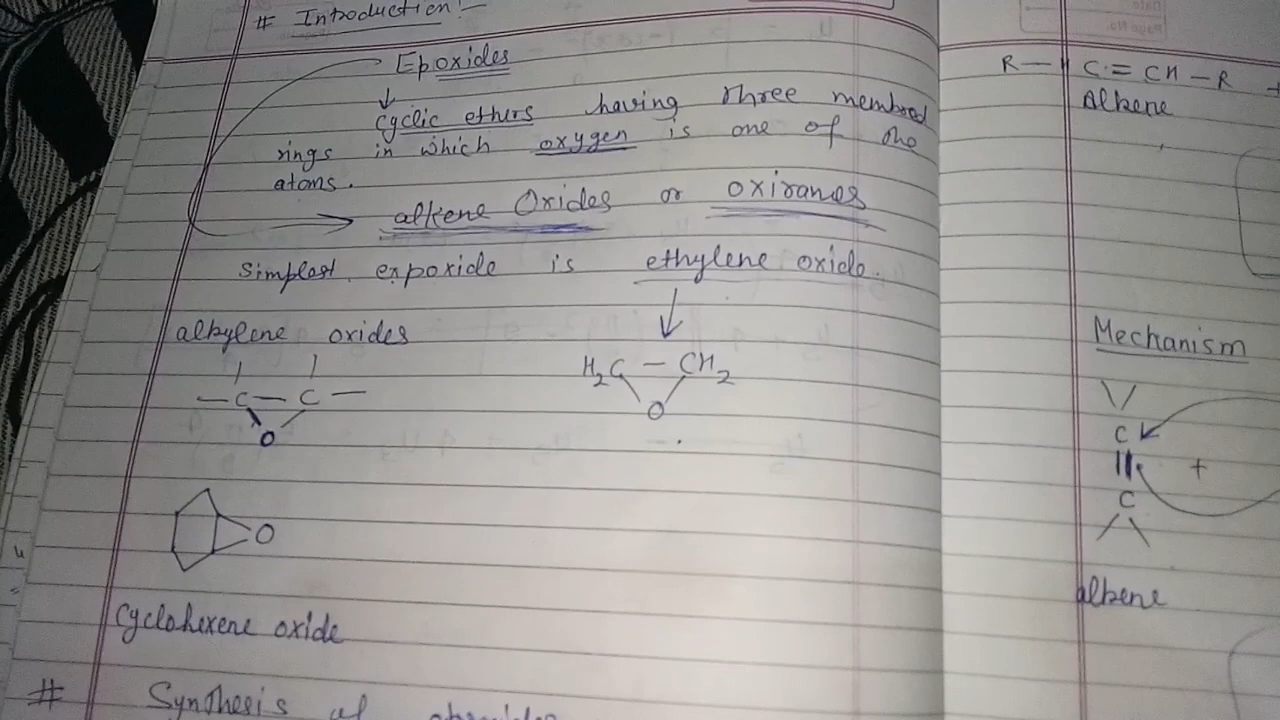 # Introduction:-
Epoxides
cyclic ethers having three membred
rings in which oxygen is one of the
atoms.
alkene Oxides or oxiranes
Simplest expoxide is ethylene oxide.
alkylene oxides
H2C - CH2
O
- C - C -
O
O
Cyclohexene oxide
# Synthesis of
R - C = CH - R +
Alkene
Mechanism
C
+
C
alkene